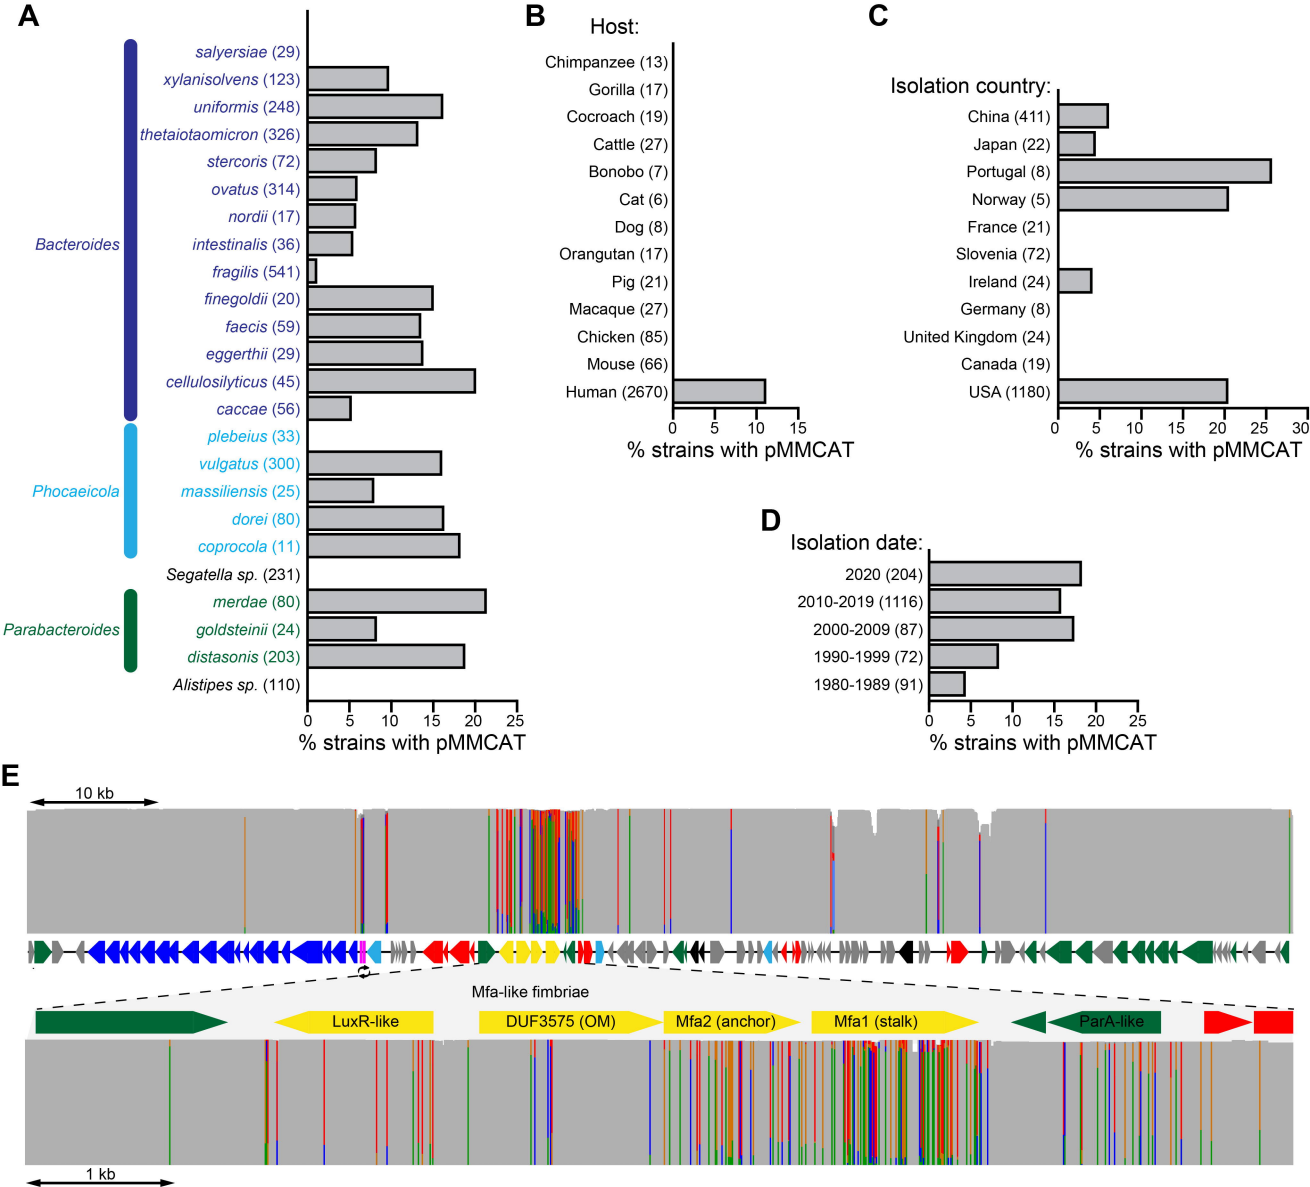 A
salyersiae (29)
xylanisolvens (123)
uniformis (248)
thetaiotaomicron (326)
stercoris (72)
ovatus (314)
nordii (17)
Bacteroides
intestinalis (36)
fragilis (541)
finegoldii (20)
faecis (59)
eggerthii (29)
cellulosilyticus (45)
caccae (56)
plebeius (33)
vulgatus (300)
Phocaeicola
massiliensis (25)
dorei (80)
coprocola (11)
Segatella sp. (231)
merdae (80)
Parabacteroides
goldsteinii (24)
distasonis (203)
Alistipes sp. (110)
0 5 10 15 20 25
% strains with pMMCAT
B
Host:
Chimpanzee (13)
Gorilla (17)
Cocroach (19)
Cattle (27)
Bonobo (7)
Cat (6)
Dog (8)
Orangutan (17)
Pig (21)
Macaque (27)
Chicken (85)
Mouse (66)
Human (2670)
0 5 10 15
% strains with pMMCAT
C
Isolation country:
China (411)
Japan (22)
Portugal (8)
Norway (5)
France (21)
Slovenia (72)
Ireland (24)
Germany (8)
United Kingdom (24)
Canada (19)
USA (1180)
0 5 10 15 20 25 30
% strains with pMMCAT
D
Isolation date:
2020 (204)
2010-2019 (1116)
2000-2009 (87)
1990-1999 (72)
1980-1989 (91)
0 5 10 15 20 25
% strains with pMMCAT
E
10 kb
Mfa-like fimbriae
LuxR-like DUF3575 (OM) Mfa2 (anchor) Mfa1 (stalk) ParA-like
1 kb